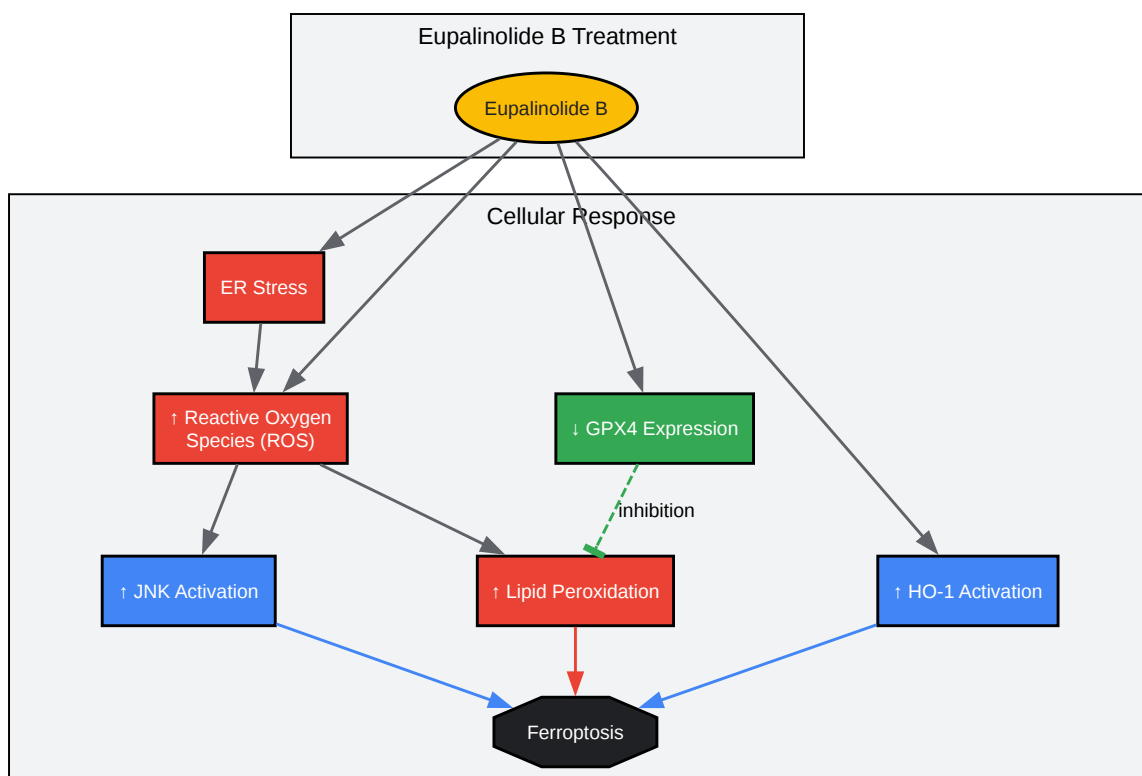 Eupalinolide B Treatment
Eupalinolide B
Cellular Response
ER Stress
↑ Reactive Oxygen
Species (ROS)
↓ GPX4 Expression
inhibition
↑ JNK Activation
↑ Lipid Peroxidation
↑ HO-1 Activation
Ferroptosis